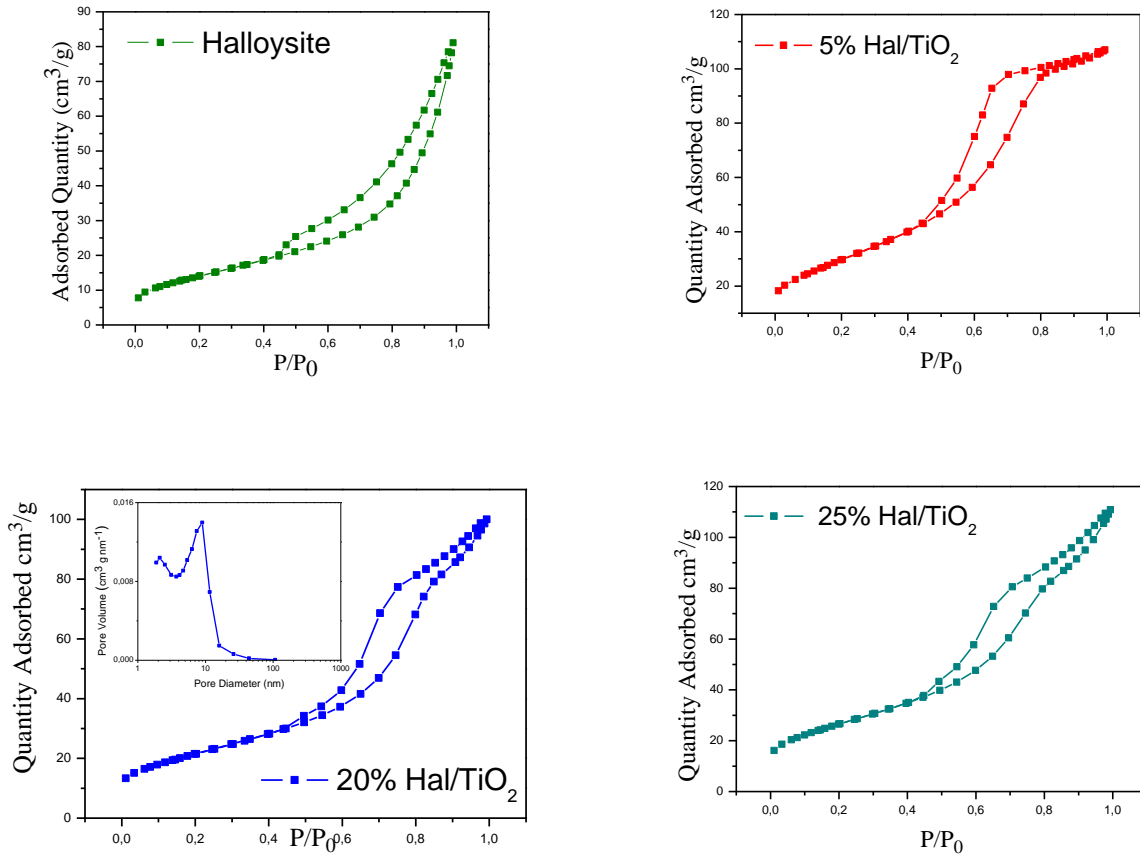 Halloysite
Adsorbed Quantity (cm³/g)
90
80
70
60
50
40
30
20
10
0
0,0 0,2 0,4 0,6 0,8 1,0
P/P₀
5% Hal/TiO₂
Quantity Adsorbed cm³/g
120
100
80
60
40
20
0,0 0,2 0,4 0,6 0,8 1,0
P/P₀
20% Hal/TiO₂
Quantity Adsorbed cm³/g
100
80
60
40
20
0
0,0 0,2 0,4 0,6 0,8 1,0
P/P₀
Pore Volume (cm³ g nm⁻¹)
0,016
0,008
0,000
1 10 100 1000
Pore Diameter (nm)
25% Hal/TiO₂
Quantity Adsorbed cm³/g
120
100
80
60
40
20
0
0,0 0,2 0,4 0,6 0,8 1,0
P/P₀